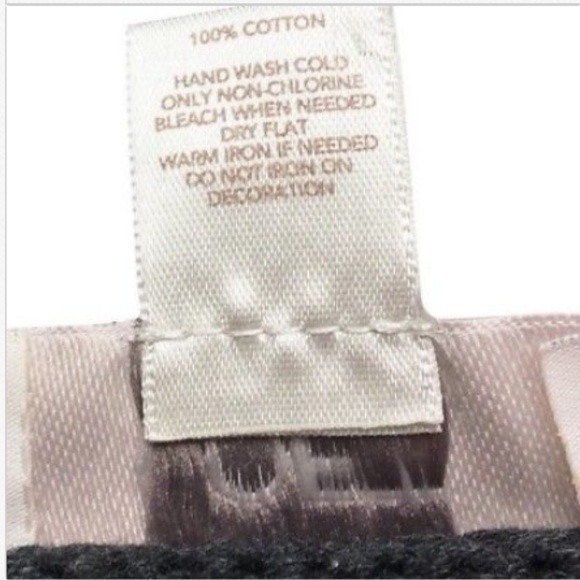 100% COTTON
HAND WASH COLD
ONLY NON-CHLORINE
BLEACH WHEN NEEDED
DRY FLAT
WARM IRON IF NEEDED
DO NOT IRON ON
DECORATION